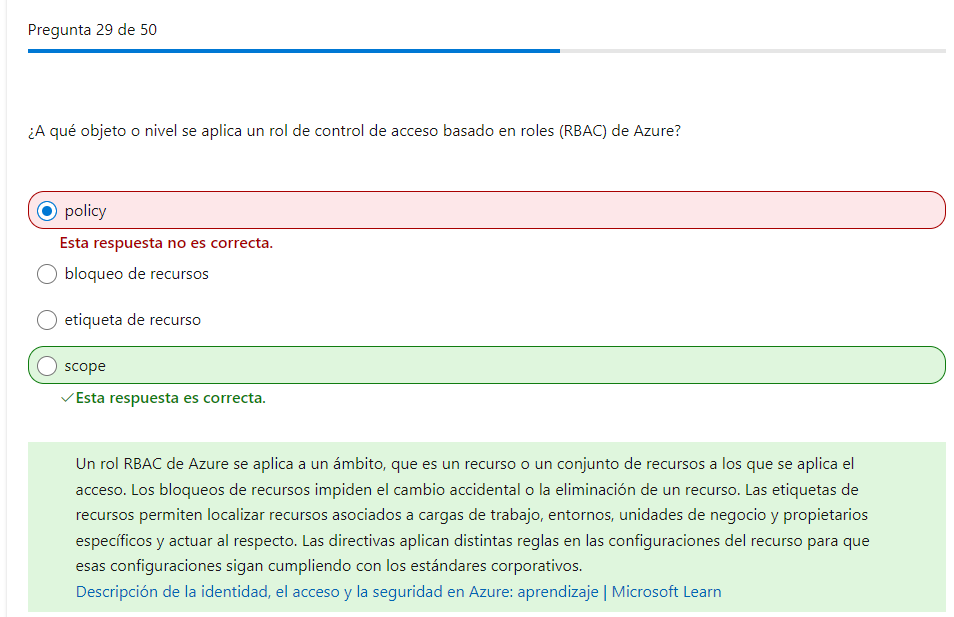 Pregunta 29 de 50
¿A qué objeto o nivel se aplica un rol de control de acceso basado en roles (RBAC) de Azure?
policy
Esta respuesta no es correcta.
bloqueo de recursos
etiqueta de recurso
scope
Esta respuesta es correcta.
Un rol RBAC de Azure se aplica a un ámbito, que es un recurso o un conjunto de recursos a los que se aplica el
acceso. Los bloqueos de recursos impiden el cambio accidental o la eliminación de un recurso. Las etiquetas de
recursos permiten localizar recursos asociados a cargas de trabajo, entornos, unidades de negocio y propietarios
específicos y actuar al respecto. Las directivas aplican distintas reglas en las configuraciones del recurso para que
esas configuraciones sigan cumpliendo con los estándares corporativos.
Descripción de la identidad, el acceso y la seguridad en Azure: aprendizaje | Microsoft Learn